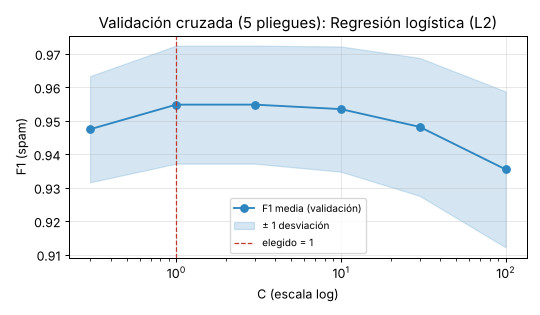 Validación cruzada (5 pliegues): Regresión logística (L2)
F1 (spam)
0.97
0.96
0.95
0.94
0.93
0.92
0.91
F1 media (validación)
± 1 desviación
elegido = 1
10⁰
10¹
10²
C (escala log)